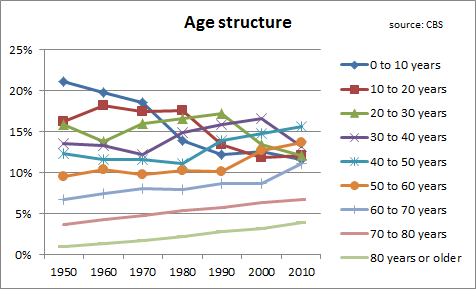 Age structure
source: CBS
25%
20%
15%
10%
5%
0%
1950 1960 1970 1980 1990 2000 2010
0 to 10 years
10 to 20 years
20 to 30 years
30 to 40 years
40 to 50 years
50 to 60 years
60 to 70 years
70 to 80 years
80 years or older